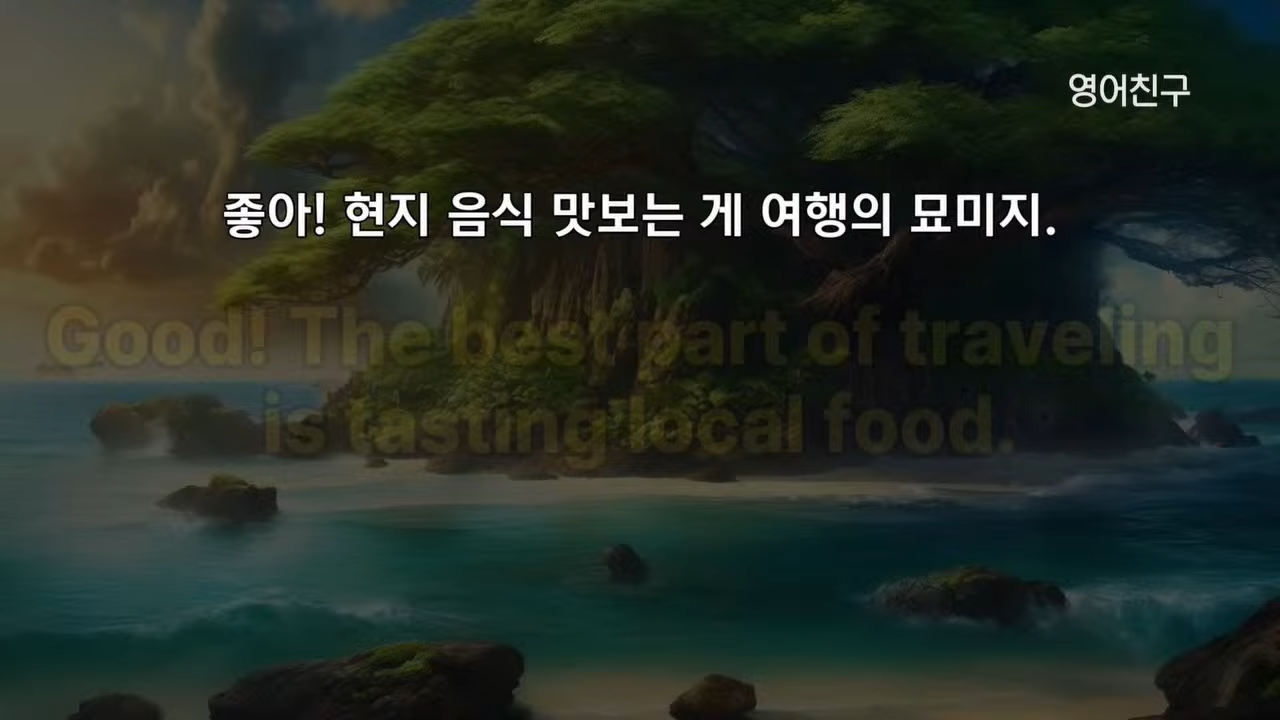 영어친구
좋아! 현지 음식 맛보는 게 여행의 묘미지.
Good! The best part of traveling
is tasting local food.